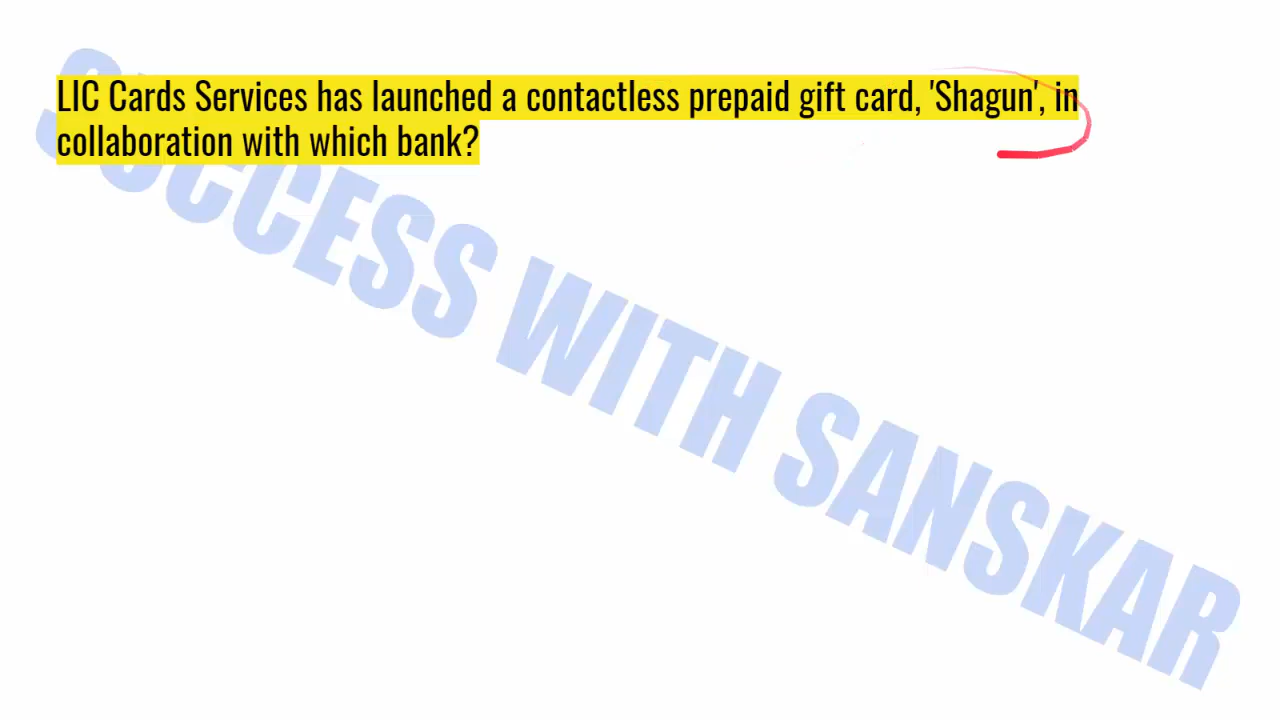 LIC Cards Services has launched a contactless prepaid gift card, 'Shagun', in
collaboration with which bank?
SUCCESS WITH SANSKAR